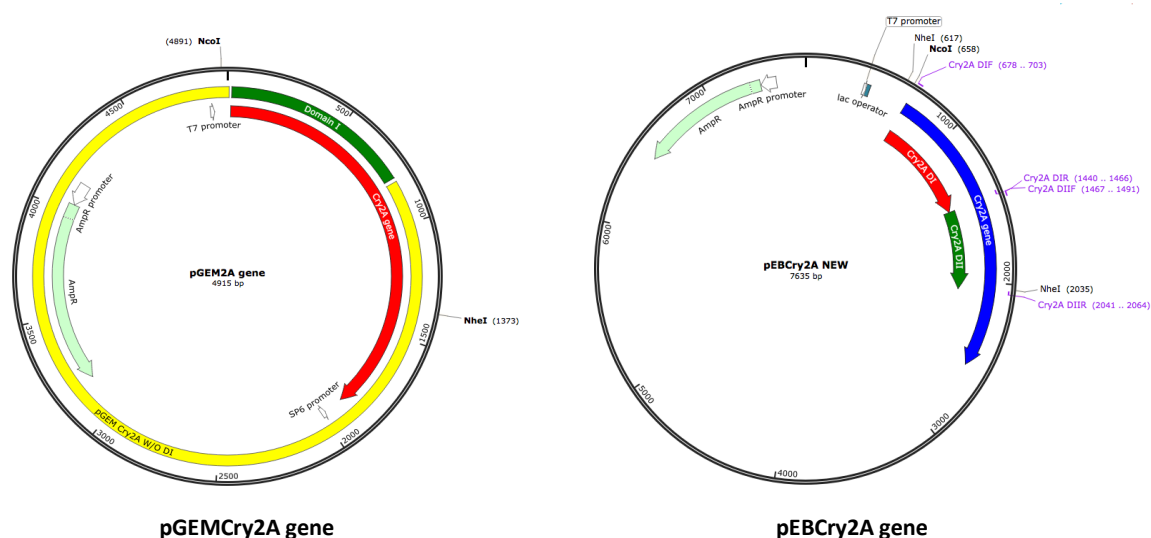 (4891) NcoI
Domain I
500
4500
T7 promoter
AmpR promoter
4000
Cry2A gene
1000
pGEM2A gene
4915 bp
AmpR
NheI (1373)
3500
1500
SP6 promoter
pGEM Cry2A W/O DI
3000
2000
2500
pGEMCry2A gene
T7 promoter
NheI (617)
NcoI (658)
Cry2A DIF (678 .. 703)
7000
AmpR promoter
AmpR
lac operator
1000
Cry2A DI
Cry2A DIR (1440 .. 1466)
Cry2A DIIF (1467 .. 1491)
Cry2A gene
6000
Cry2A DII
pEBCry2A NEW
7635 bp
2000
NheI (2035)
Cry2A DIIR (2041 .. 2064)
5000
3000
4000
pEBCry2A gene